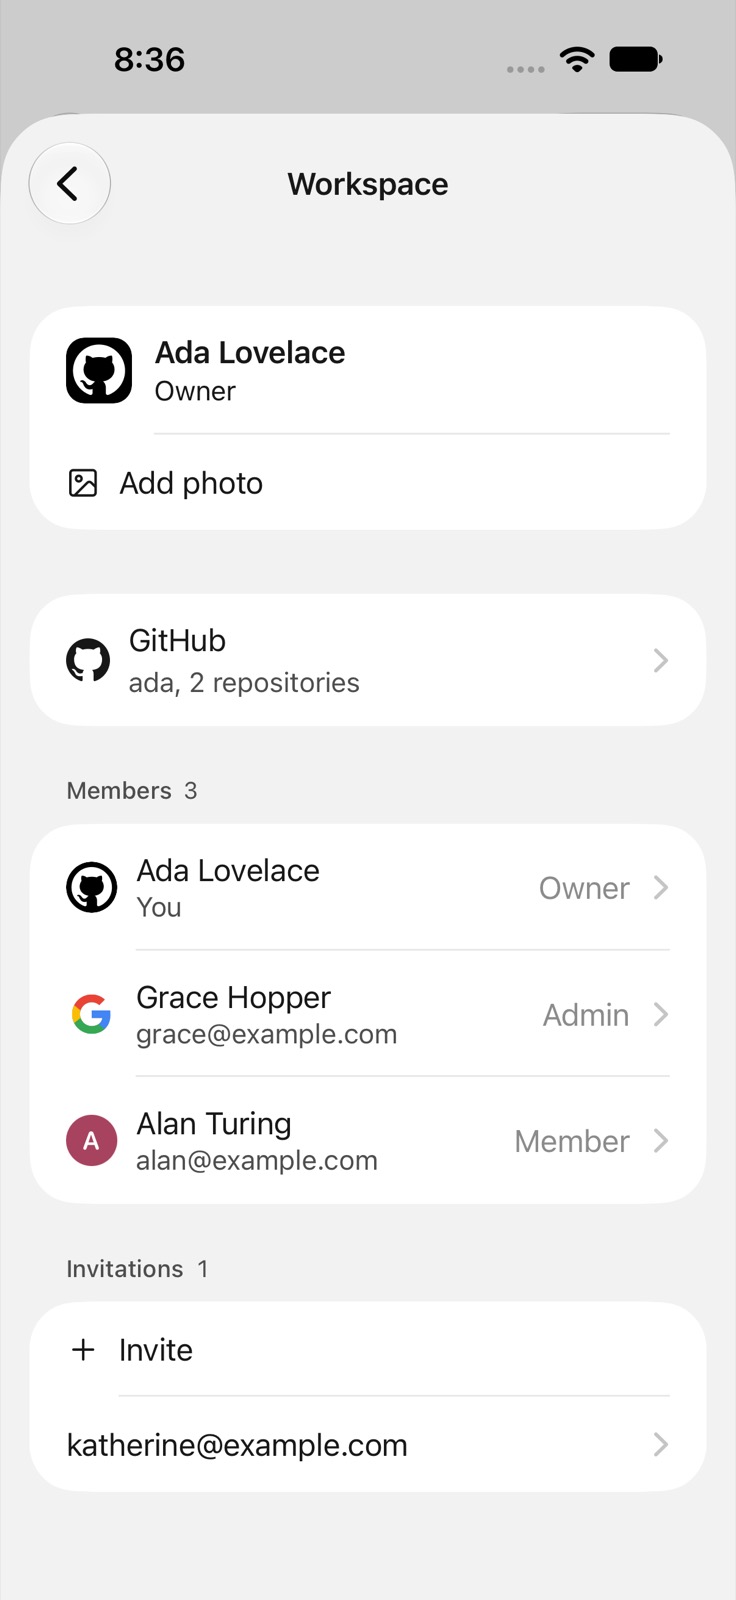 8:36
Workspace
Ada Lovelace
Owner
Add photo
GitHub
ada, 2 repositories
Members 3
Ada Lovelace
You
Owner
Grace Hopper
grace@example.com
Admin
A
Alan Turing
alan@example.com
Member
Invitations 1
Invite
katherine@example.com